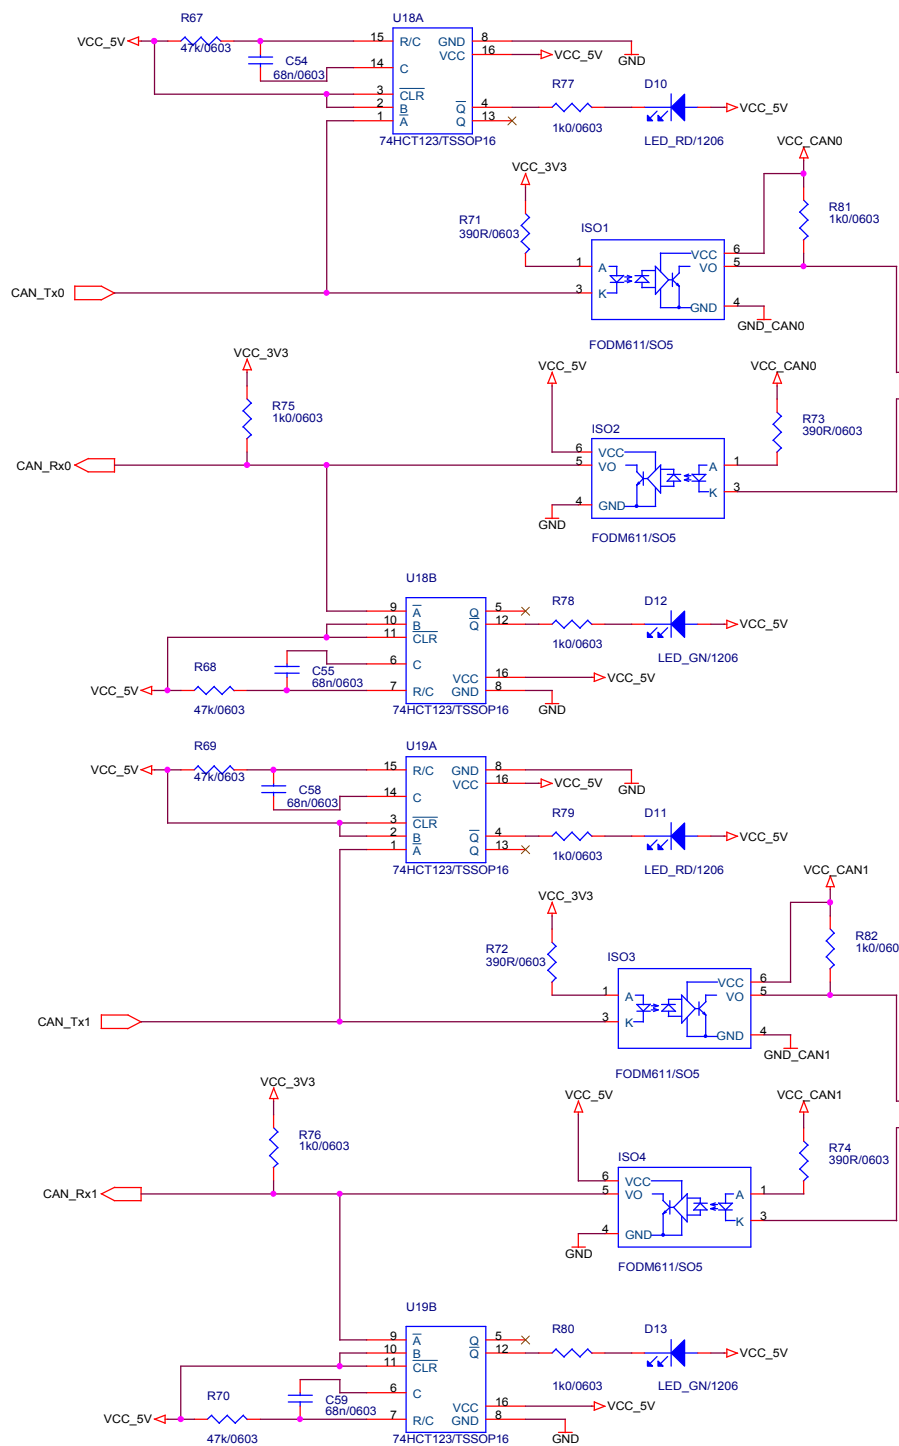 R67
VCC_5V
47k/0603
C54
68n/0603
U18A
15 R/C GND 8
VCC 16 VCC_5V
GND
14 C
3 CLR
2 B Q 4
1 A Q 13
74HCT123/TSSOP16
R77
1k0/0603
D10
LED_RD/1206
VCC_5V
VCC_CAN0
VCC_3V3
R71
390R/0603
R81
1k0/0603
ISO1
VCC 6
1 A VO 5
3 K GND 4
GND_CAN0
CAN_Tx0
FODM611/SO5
VCC_3V3
VCC_5V
VCC_CAN0
R75
1k0/0603
R73
390R/0603
ISO2
6 VCC
5 VO A 1
K 3
4 GND
GND
CAN_Rx0
FODM611/SO5
U18B
9 A Q 5
10 B Q 12
11 CLR
6 C
VCC 16 VCC_5V
7 R/C GND 8
GND
74HCT123/TSSOP16
R78
1k0/0603
D12
LED_GN/1206
VCC_5V
R68
C55
68n/0603
VCC_5V
47k/0603
R69
VCC_5V
47k/0603
C58
68n/0603
U19A
15 R/C GND 8
VCC 16 VCC_5V
GND
14 C
3 CLR
2 B Q 4
1 A Q 13
74HCT123/TSSOP16
R79
1k0/0603
D11
LED_RD/1206
VCC_5V
VCC_CAN1
VCC_3V3
R72
390R/0603
R82
1k0/060
ISO3
VCC 6
1 A VO 5
3 K GND 4
GND_CAN1
CAN_Tx1
FODM611/SO5
VCC_3V3
VCC_5V
VCC_CAN1
R76
1k0/0603
R74
390R/0603
ISO4
6 VCC
5 VO A 1
K 3
4 GND
GND
CAN_Rx1
FODM611/SO5
U19B
9 A Q 5
10 B Q 12
11 CLR
6 C
VCC 16 VCC_5V
7 R/C GND 8
GND
74HCT123/TSSOP16
R80
1k0/0603
D13
LED_GN/1206
VCC_5V
R70
C59
68n/0603
VCC_5V
47k/0603